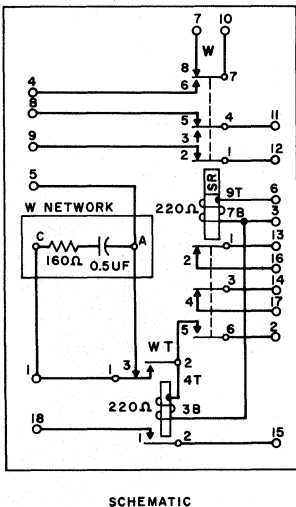 7 10
W
8
7
4
6
8
5 4 11
3
9
2 1 12
5
SR
9T 6
W NETWORK
220Ω 7B 3
C A
1 13
160Ω 0.5UF
2 16
3 14
4 17
5 6 2
WT
1 1 3 2
4T
220Ω 3B
18
1 2 15
SCHEMATIC